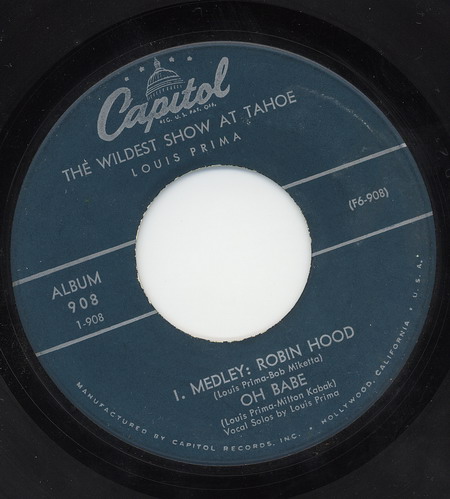 Capitol
REG. U.S. PAT. OFF.
THE WILDEST SHOW AT TAHOE
LOUIS PRIMA
(F6-908)
ALBUM
908
1-908
1. MEDLEY: ROBIN HOOD
(Louis Prima-Bob Miketta)
OH BABE
(Louis Prima-Milton Kabak)
Vocal Solos by Louis Prima
MANUFACTURED BY CAPITOL RECORDS, INC. • HOLLYWOOD, CALIFORNIA • U.S.A.